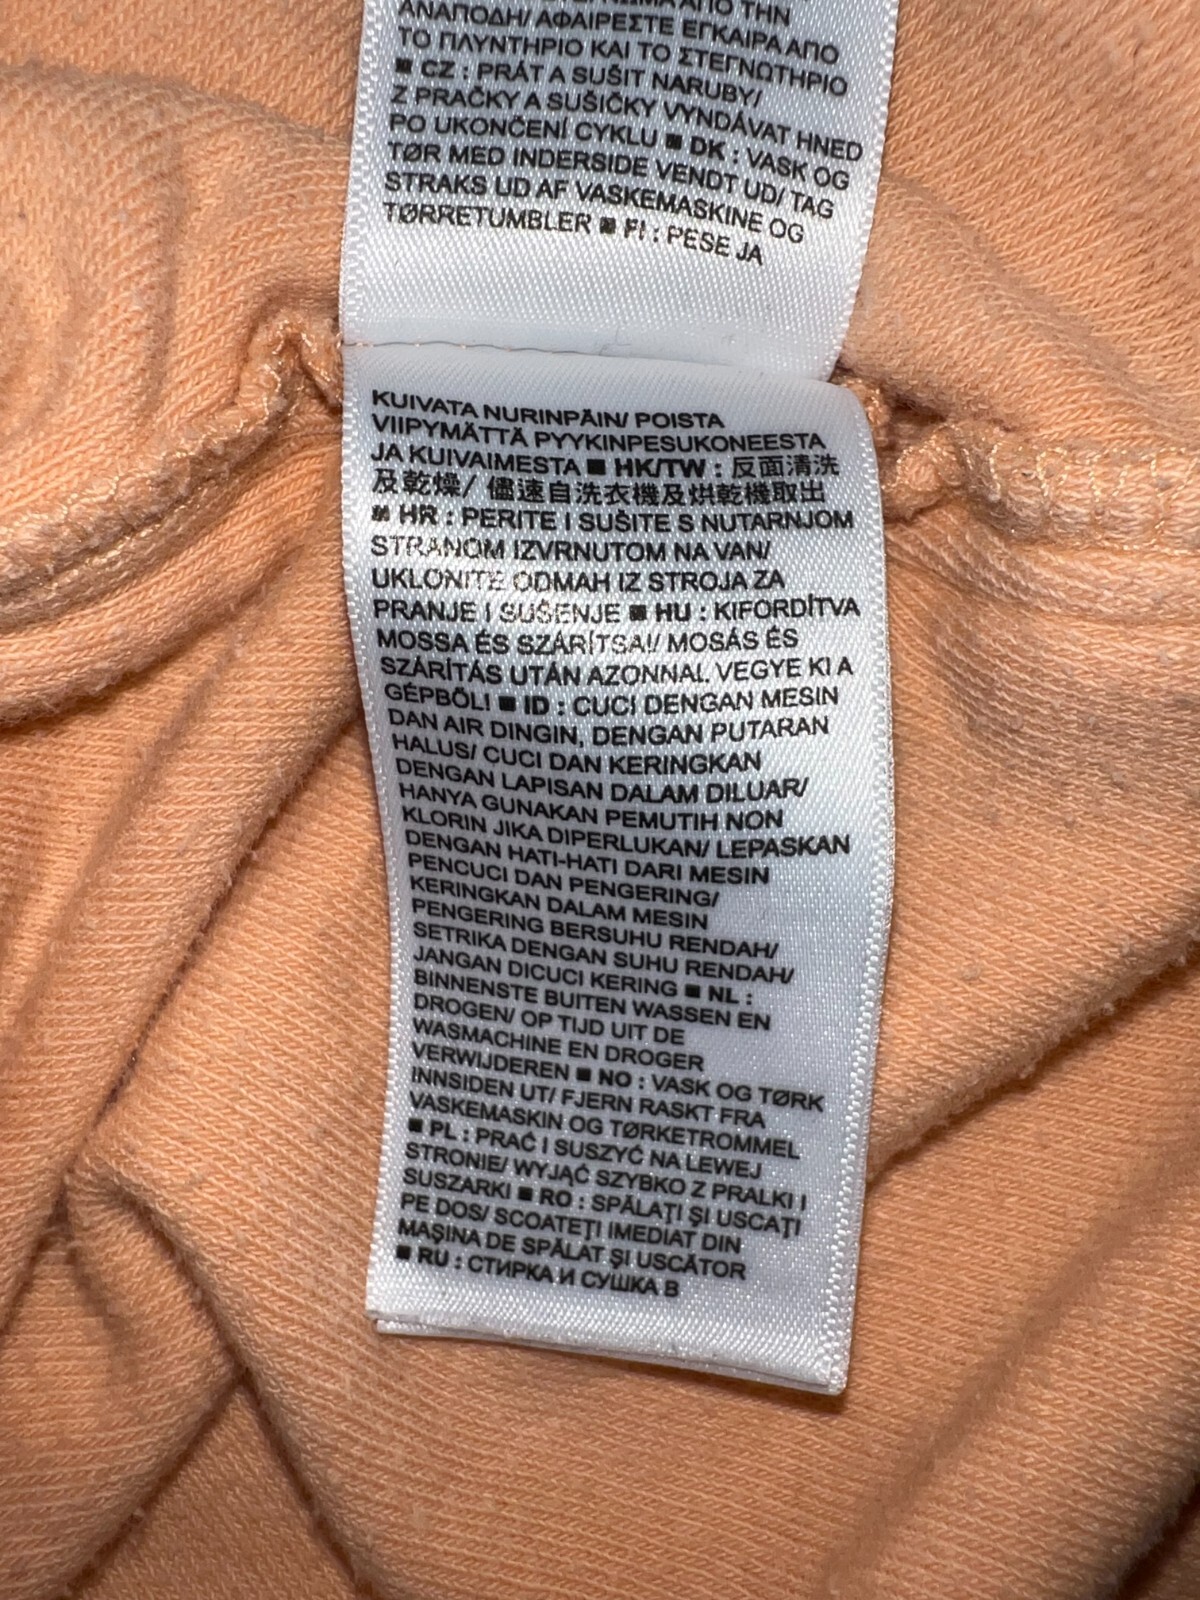 ΑΠΟ ΤΗΝ
ΑΝΑΠΟΔΗ/ ΑΦΑΙΡΕΣΤΕ ΕΓΚΑΙΡΑ ΑΠΟ
ΤΟ ΠΛΥΝΤΗΡΙΟ ΚΑΙ ΤΟ ΣΤΕΓΝΩΤΗΡΙΟ
■ CZ : PRÁT A SUŠIT NARUBY/
Z PRAČKY A SUŠIČKY VYNDÁVAT HNED
PO UKONČENÍ CYKLU ■ DK : VASK OG
TØR MED INDERSIDE VENDT UD/ TAG
STRAKS UD AF VASKEMASKINE OG
TØRRETUMBLER ■ FI : PESE JA
KUIVATA NURINPÄIN/ POISTA
VIIPYMÄTTÄ PYYKINPESUKONEESTA
JA KUIVAIMESTA ■ HK/TW : 反面清洗
及乾燥/ 儘速自洗衣機及烘乾機取出
■ HR : PERITE I SUŠITE S NUTARNJOM
STRANOM IZVRNUTOM NA VAN/
UKLONITE ODMAH IZ STROJA ZA
PRANJE I SUŠENJE ■ HU : KIFORDÍTVA
MOSSA ÉS SZÁRÍTSA!/ MOSÁS ÉS
SZÁRÍTÁS UTÁN AZONNAL VEGYE KI A
GÉPBŐL! ■ ID : CUCI DENGAN MESIN
DAN AIR DINGIN, DENGAN PUTARAN
HALUS/ CUCI DAN KERINGKAN
DENGAN LAPISAN DALAM DILUAR/
HANYA GUNAKAN PEMUTIH NON
KLORIN JIKA DIPERLUKAN/ LEPASKAN
DENGAN HATI-HATI DARI MESIN
PENCUCI DAN PENGERING/
KERINGKAN DALAM MESIN
PENGERING BERSUHU RENDAH/
SETRIKA DENGAN SUHU RENDAH/
JANGAN DICUCI KERING ■ NL :
BINNENSTE BUITEN WASSEN EN
DROGEN/ OP TIJD UIT DE
WASMACHINE EN DROGER
VERWIJDEREN ■ NO : VASK OG TØRK
INNSIDEN UT/ FJERN RASKT FRA
VASKEMASKIN OG TØRKETROMMEL
■ PL : PRAĆ I SUSZYĆ NA LEWEJ
STRONIE/ WYJĄĆ SZYBKO Z PRALKI I
SUSZARKI ■ RO : SPĂLAȚI ȘI USCAȚI
PE DOS/ SCOATEȚI IMEDIAT DIN
MAȘINA DE SPĂLAT ȘI USCĂTOR
■ RU : СТИРКА И СУШКА В